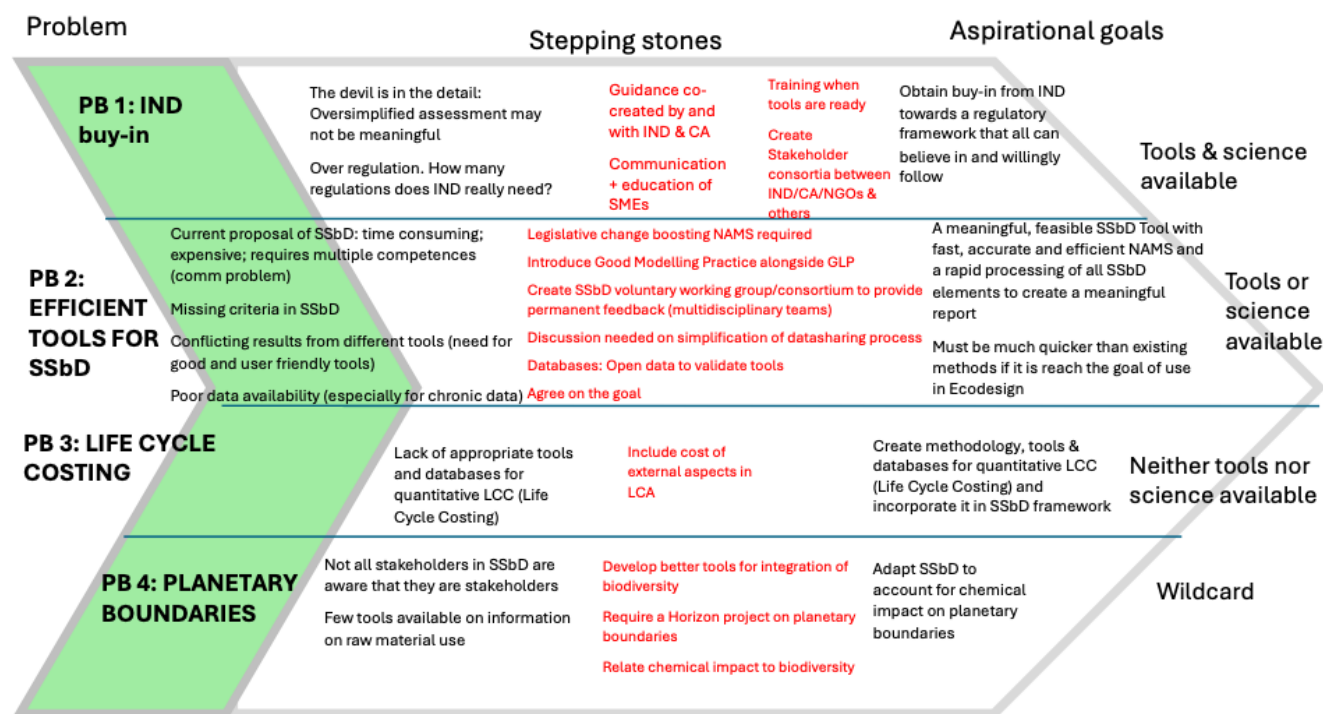 Problem
Stepping stones
Aspirational goals
PB 1: IND
buy-in
The devil is in the detail:
Oversimplified assessment may
not be meaningful
Over regulation. How many
regulations does IND really need?
Guidance co-
created by and
with IND & CA
Communication
+ education of
SMEs
Training when
tools are ready
Create
Stakeholder
consortia between
IND/CA/NGOs &
others
Obtain buy-in from IND
towards a regulatory
framework that all can
believe in and willingly
follow
Tools & science
available
PB 2:
EFFICIENT
TOOLS FOR
SSbD
Current proposal of SSbD: time consuming;
expensive; requires multiple competences
(comm problem)
Missing criteria in SSbD
Conflicting results from different tools (need for
good and user friendly tools)
Poor data availability (especially for chronic data)
Legislative change boosting NAMS required
Introduce Good Modelling Practice alongside GLP
Create SSbD voluntary working group/consortium to provide
permanent feedback (multidisciplinary teams)
Discussion needed on simplification of datasharing process
Databases: Open data to validate tools
Agree on the goal
A meaningful, feasible SSbD Tool with
fast, accurate and efficient NAMS and
a rapid processing of all SSbD
elements to create a meaningful
report
Must be much quicker than existing
methods if it is reach the goal of use
in Ecodesign
Tools or
science
available
PB 3: LIFE CYCLE
COSTING
Lack of appropriate tools
and databases for
quantitative LCC (Life
Cycle Costing)
Include cost of
external aspects in
LCA
Create methodology, tools &
databases for quantitative LCC
(Life Cycle Costing) and
incorporate it in SSbD framework
Neither tools nor
science available
PB 4: PLANETARY
BOUNDARIES
Not all stakeholders in SSbD are
aware that they are stakeholders
Few tools available on information
on raw material use
Develop better tools for integration of
biodiversity
Require a Horizon project on planetary
boundaries
Relate chemical impact to biodiversity
Adapt SSbD to
account for chemical
impact on planetary
boundaries
Wildcard